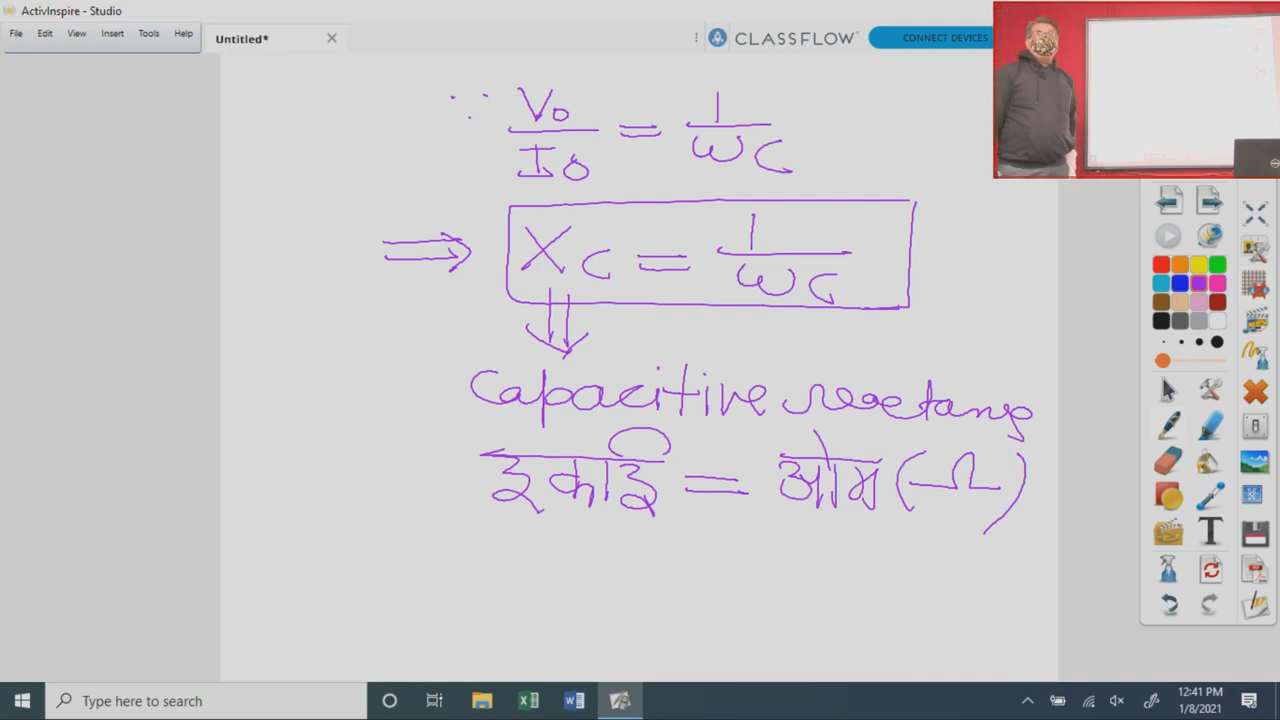 ActivInspire - Studio
File Edit View Insert Tools Help
Untitled*
CLASSFLOW
CONNECT DEVICES
∵ V₀/I₀ = 1/ωC
⇒ X_C = 1/ωC
Capacitive reactance
इकाई = ओम (Ω)
Type here to search
12:41 PM
1/8/2021